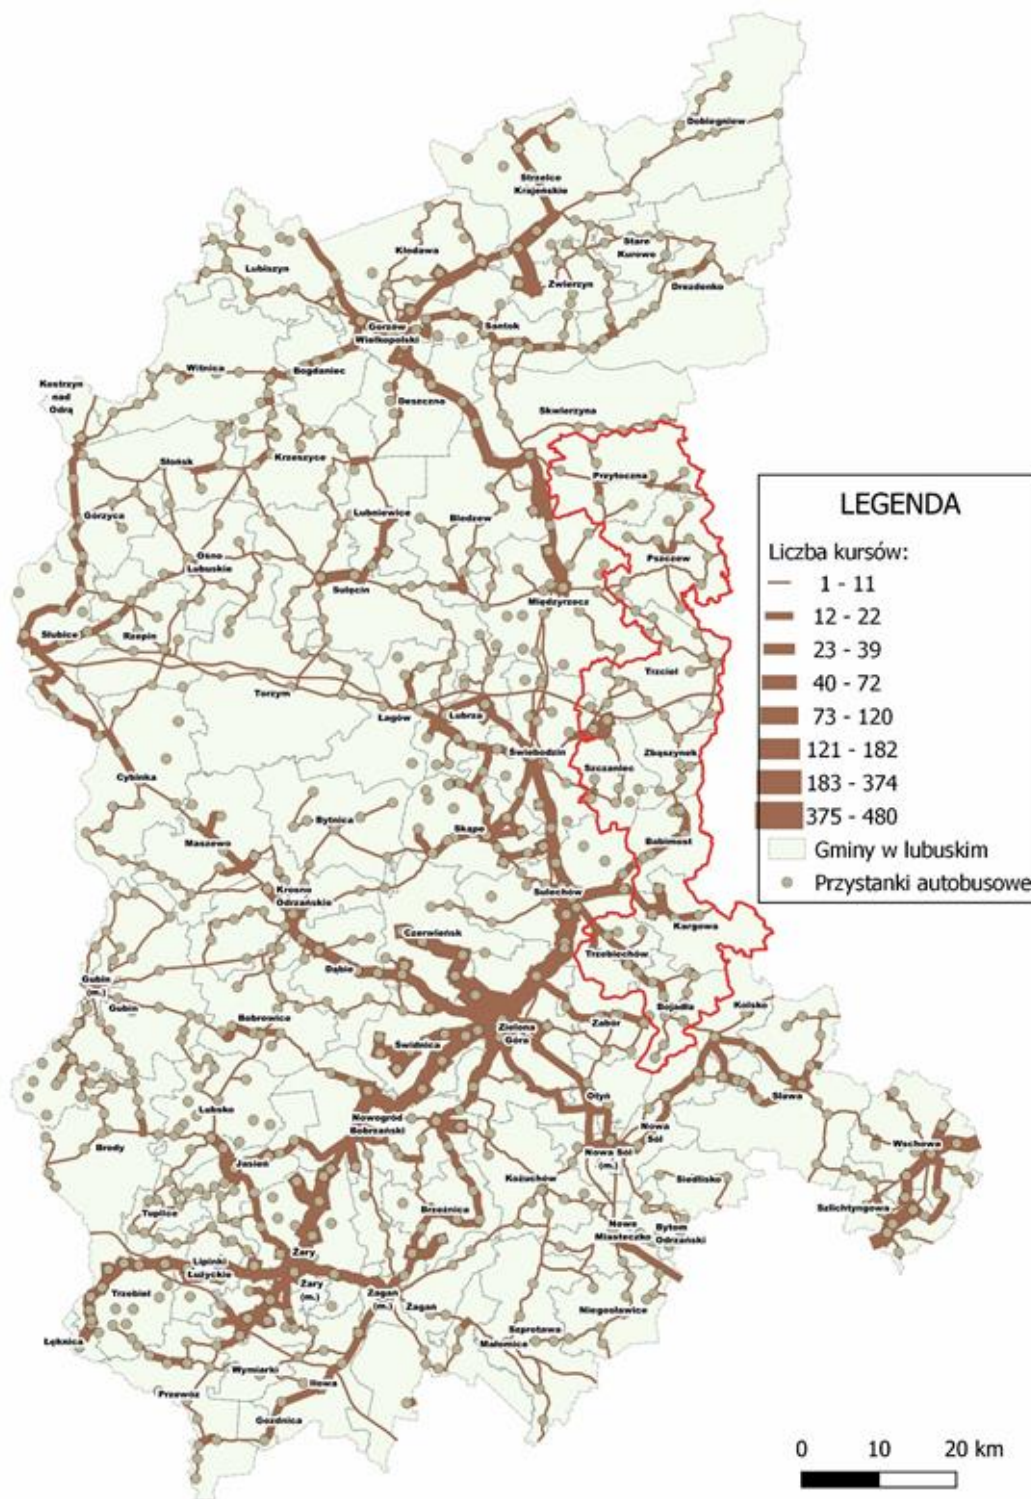 Dobiegniew
Strzelce
Krajeńskie
Kłodawa
Stare
Kurowo
Lubiszyn
Zwierzyn
Drezdenko
Gorzów
Wielkopolski
Santok
Witnica
Bogdaniec
Kostrzyn
nad
Odrą
Deszczno
Skwierzyna
Słońsk
Krzeszyce
Przytoczna
Lubniewice
Bledzew
Górzyca
Ośno
Lubuskie
Pszczew
Sulęcin
Międzyrzecz
Słubice
Rzepin
Trzciel
Torzym
Łagów
Lubrza
Świebodzin
Zbąszynek
Szczaniec
Cybinka
Bytnica
Skąpe
Maszewo
Babimost
Krosno
Odrzańskie
Sulechów
Kargowa
Czerwieńsk
Trzebiechów
Dąbie
Gubin
(m.)
Gubin
Bobrowice
Bojadła
Kolsko
Zabór
Zielona
Góra
Świdnica
Otyń
Sława
Lubsko
Nowogród
Bobrzański
Nowa
Sól
Wschowa
Brody
Jasień
Nowa Sól
(m.)
Kożuchów
Siedlisko
Tuplice
Brzeźnica
Szlichtyngowa
Nowe
Miasteczko
Bytom
Odrzański
Żary
Lipinki
Łużyckie
Żary
(m.)
Trzebiel
Żagań
(m.)
Żagań
Niegosławice
Szprotawa
Małomice
Łęknica
Wymiarki
Iłowa
Przewóz
Gozdnica
LEGENDA
Liczba kursów:
1 - 11
12 - 22
23 - 39
40 - 72
73 - 120
121 - 182
183 - 374
375 - 480
Gminy w lubuskim
Przystanki autobusowe
0 10 20 km